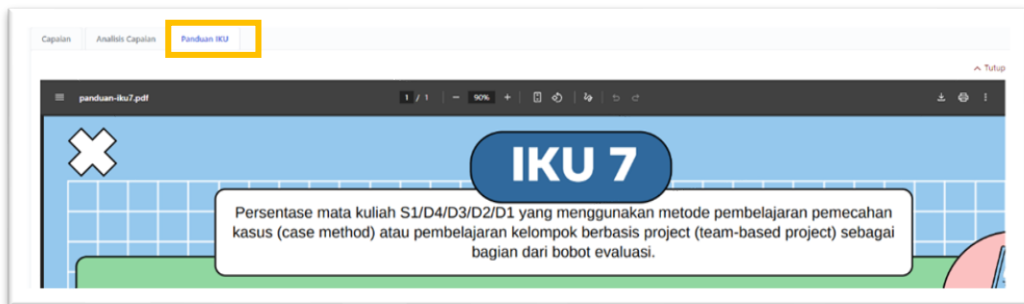 Capaian Analisis Capaian Panduan IKU
Tutup
panduan-iku7.pdf 1 / 1 90%
IKU 7
Persentase mata kuliah S1/D4/D3/D2/D1 yang menggunakan metode pembelajaran pemecahan
kasus (case method) atau pembelajaran kelompok berbasis project (team-based project) sebagai
bagian dari bobot evaluasi.